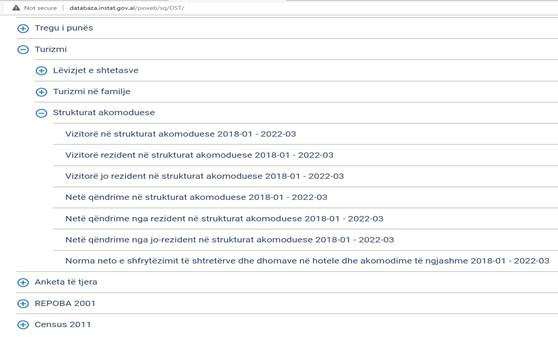 Not secure databaza.instat.gov.al/pxweb/sq/DST/
Tregu i punës
Turizmi
Lëvizjet e shtetasve
Turizmi në familje
Strukturat akomoduese
Vizitorë në strukturat akomoduese 2018-01 - 2022-03
Vizitorë rezident në strukturat akomoduese 2018-01 - 2022-03
Vizitorë jo rezident në strukturat akomoduese 2018-01 - 2022-03
Netë qëndrime në strukturat akomoduese 2018-01 - 2022-03
Netë qëndrime nga rezident në strukturat akomoduese 2018-01 - 2022-03
Netë qëndrime nga jo-rezident në strukturat akomoduese 2018-01 - 2022-03
Norma neto e shfrytëzimit të shtretërve dhe dhomave në hotele dhe akomodime të ngjashme 2018-01 - 2022-03
Anketa të tjera
REPOBA 2001
Census 2011